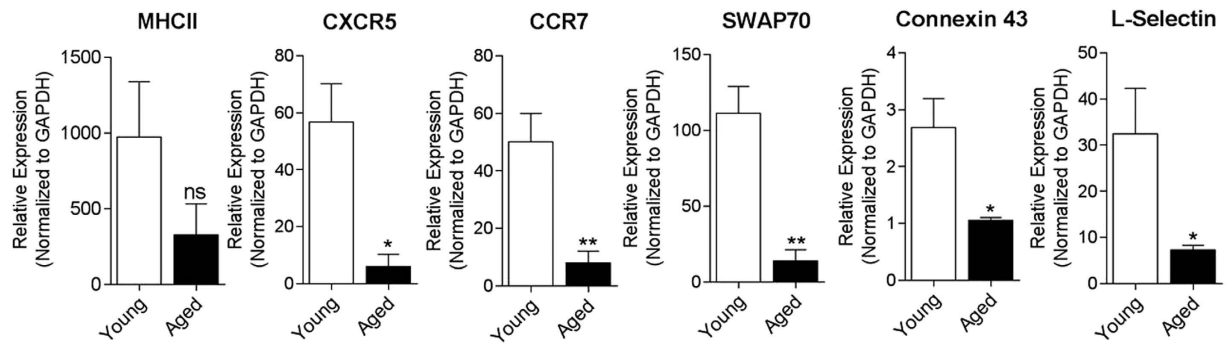 MHCII
Relative Expression
(Normalized to GAPDH)
1500
1000
500
0
ns
Young
Aged
CXCR5
Relative Expression
(Normalized to GAPDH)
80
60
40
20
0
*
Young
Aged
CCR7
Relative Expression
(Normalized to GAPDH)
80
60
40
20
0
**
Young
Aged
SWAP70
Relative Expression
(Normalized to GAPDH)
150
100
50
0
**
Young
Aged
Connexin 43
Relative Expression
(Normalized to GAPDH)
4
3
2
1
0
*
Young
Aged
L-Selectin
Relative Expression
(Normalized to GAPDH)
50
40
30
20
10
0
*
Young
Aged